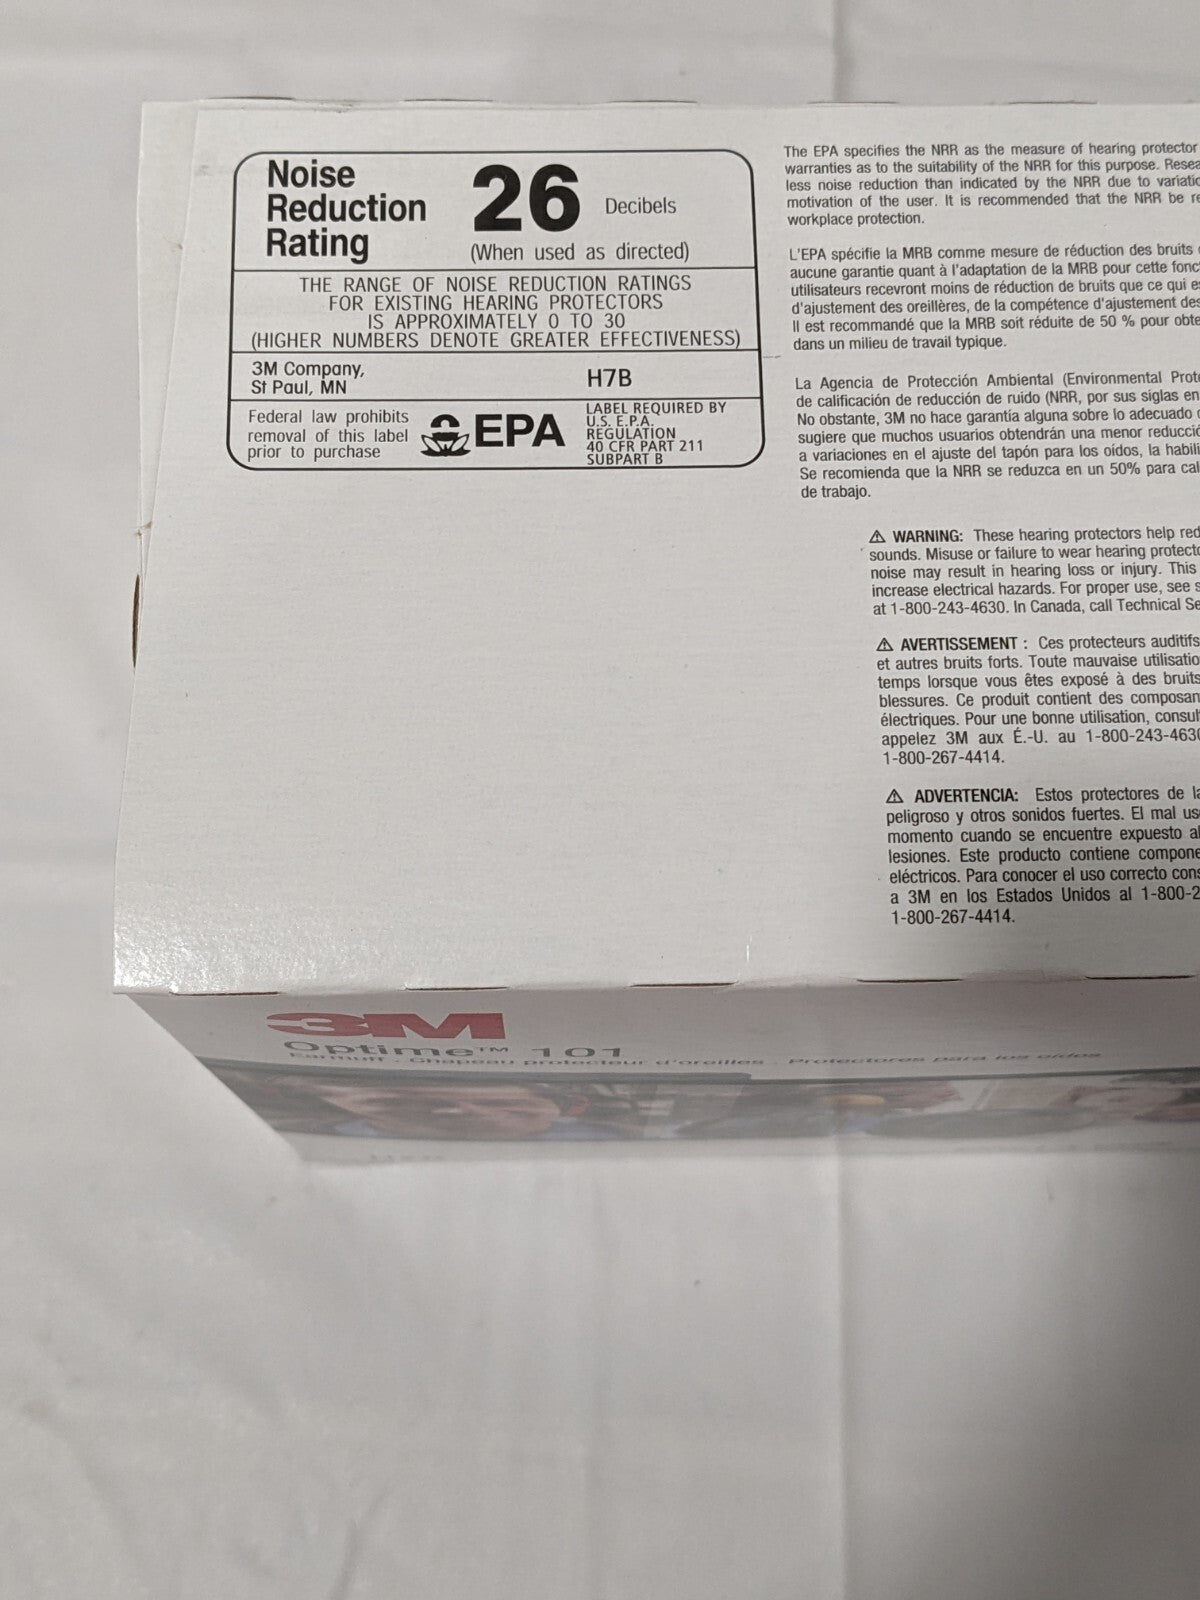 Noise
Reduction
Rating
26 Decibels
(When used as directed)
THE RANGE OF NOISE REDUCTION RATINGS
FOR EXISTING HEARING PROTECTORS
IS APPROXIMATELY 0 TO 30
(HIGHER NUMBERS DENOTE GREATER EFFECTIVENESS)
3M Company,
St Paul, MN
H7B
Federal law prohibits
removal of this label
prior to purchase
EPA
LABEL REQUIRED BY
U.S. E.P.A.
REGULATION
40 CFR PART 211
SUBPART B
The EPA specifies the NRR as the measure of hearing protector
warranties as to the suitability of the NRR for this purpose. Resea
less noise reduction than indicated by the NRR due to variatio
motivation of the user. It is recommended that the NRR be re
workplace protection.
L'EPA spécifie la MRB comme mesure de réduction des bruits
aucune garantie quant à l'adaptation de la MRB pour cette fonc
utilisateurs recevront moins de réduction de bruits que ce qui e
d'ajustement des oreillères, de la compétence d'ajustement des
Il est recommandé que la MRB soit réduite de 50 % pour obte
dans un milieu de travail typique.
La Agencia de Protección Ambiental (Environmental Prote
de calificación de reducción de ruido (NRR, por sus siglas en
No obstante, 3M no hace garantía alguna sobre lo adecuado
sugiere que muchos usuarios obtendrán una menor reducció
a variaciones en el ajuste del tapón para los oídos, la habili
Se recomienda que la NRR se reduzca en un 50% para cal
de trabajo.
⚠ WARNING: These hearing protectors help red
sounds. Misuse or failure to wear hearing protecto
noise may result in hearing loss or injury. This
increase electrical hazards. For proper use, see s
at 1-800-243-4630. In Canada, call Technical Se
⚠ AVERTISSEMENT : Ces protecteurs auditifs
et autres bruits forts. Toute mauvaise utilisatio
temps lorsque vous êtes exposé à des bruits
blessures. Ce produit contient des composan
électriques. Pour une bonne utilisation, consul
appelez 3M aux É.-U. au 1-800-243-4630
1-800-267-4414.
⚠ ADVERTENCIA: Estos protectores de la
peligroso y otros sonidos fuertes. El mal us
momento cuando se encuentre expuesto al
lesiones. Este producto contiene compone
eléctricos. Para conocer el uso correcto cons
a 3M en los Estados Unidos al 1-800-2
1-800-267-4414.
3M
Optime™ 101
Earmuff · Chapeau protecteur d'oreilles · Protectores para los oídos